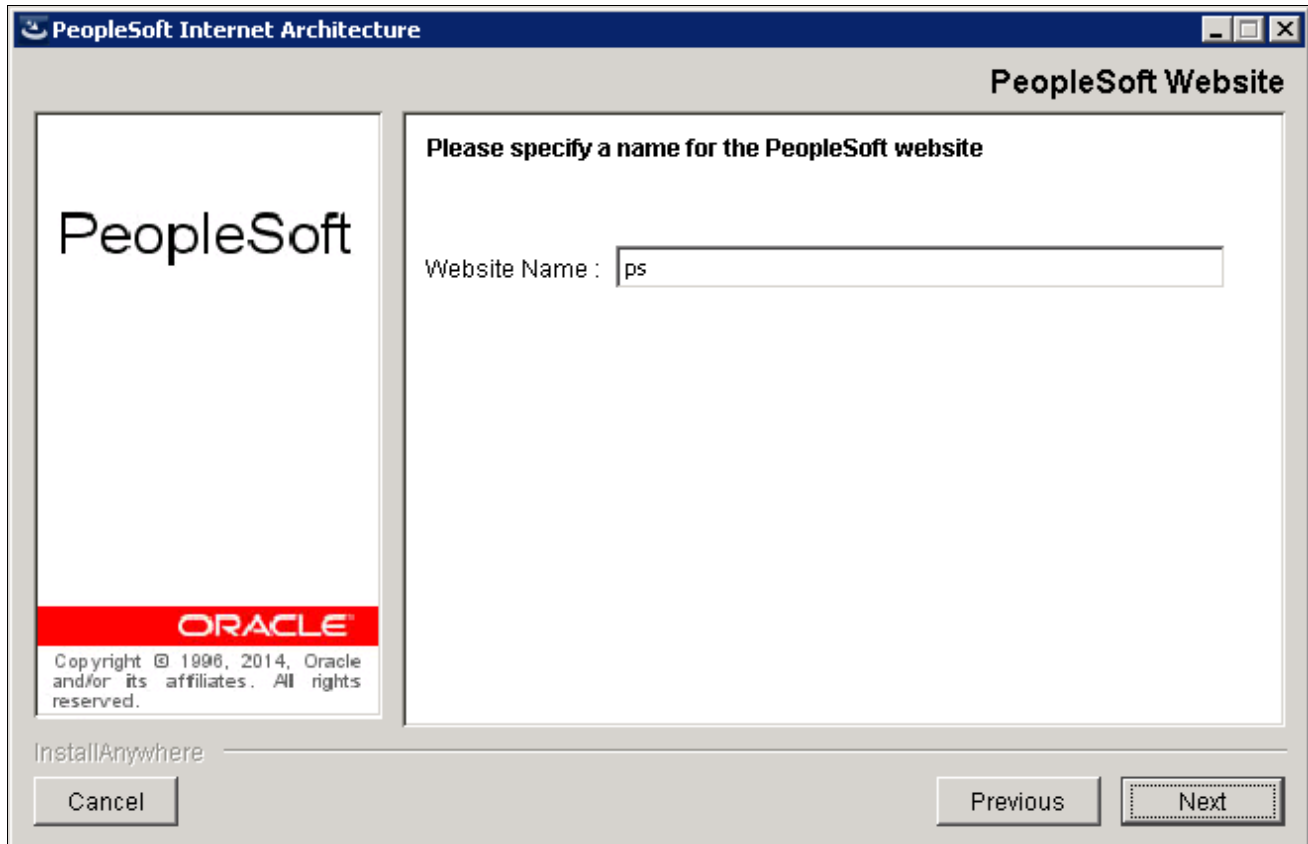 PeopleSoft Internet Architecture
PeopleSoft Website
PeopleSoft
ORACLE
Copyright © 1996, 2014, Oracle
and/or its affiliates. All rights
reserved.
Please specify a name for the PeopleSoft website
Website Name : ps
InstallAnywhere
Cancel
Previous
Next